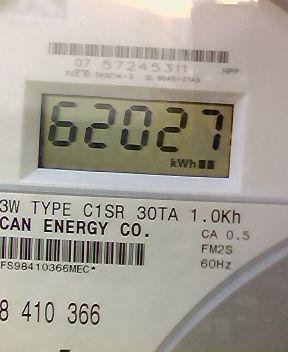 07 57245311
62027
kWh
3W TYPE C1SR 30TA 1.0Kh
CAN ENERGY CO.
CA 0.5
FM2S
60Hz
FS98410366MEC*
8 410 366